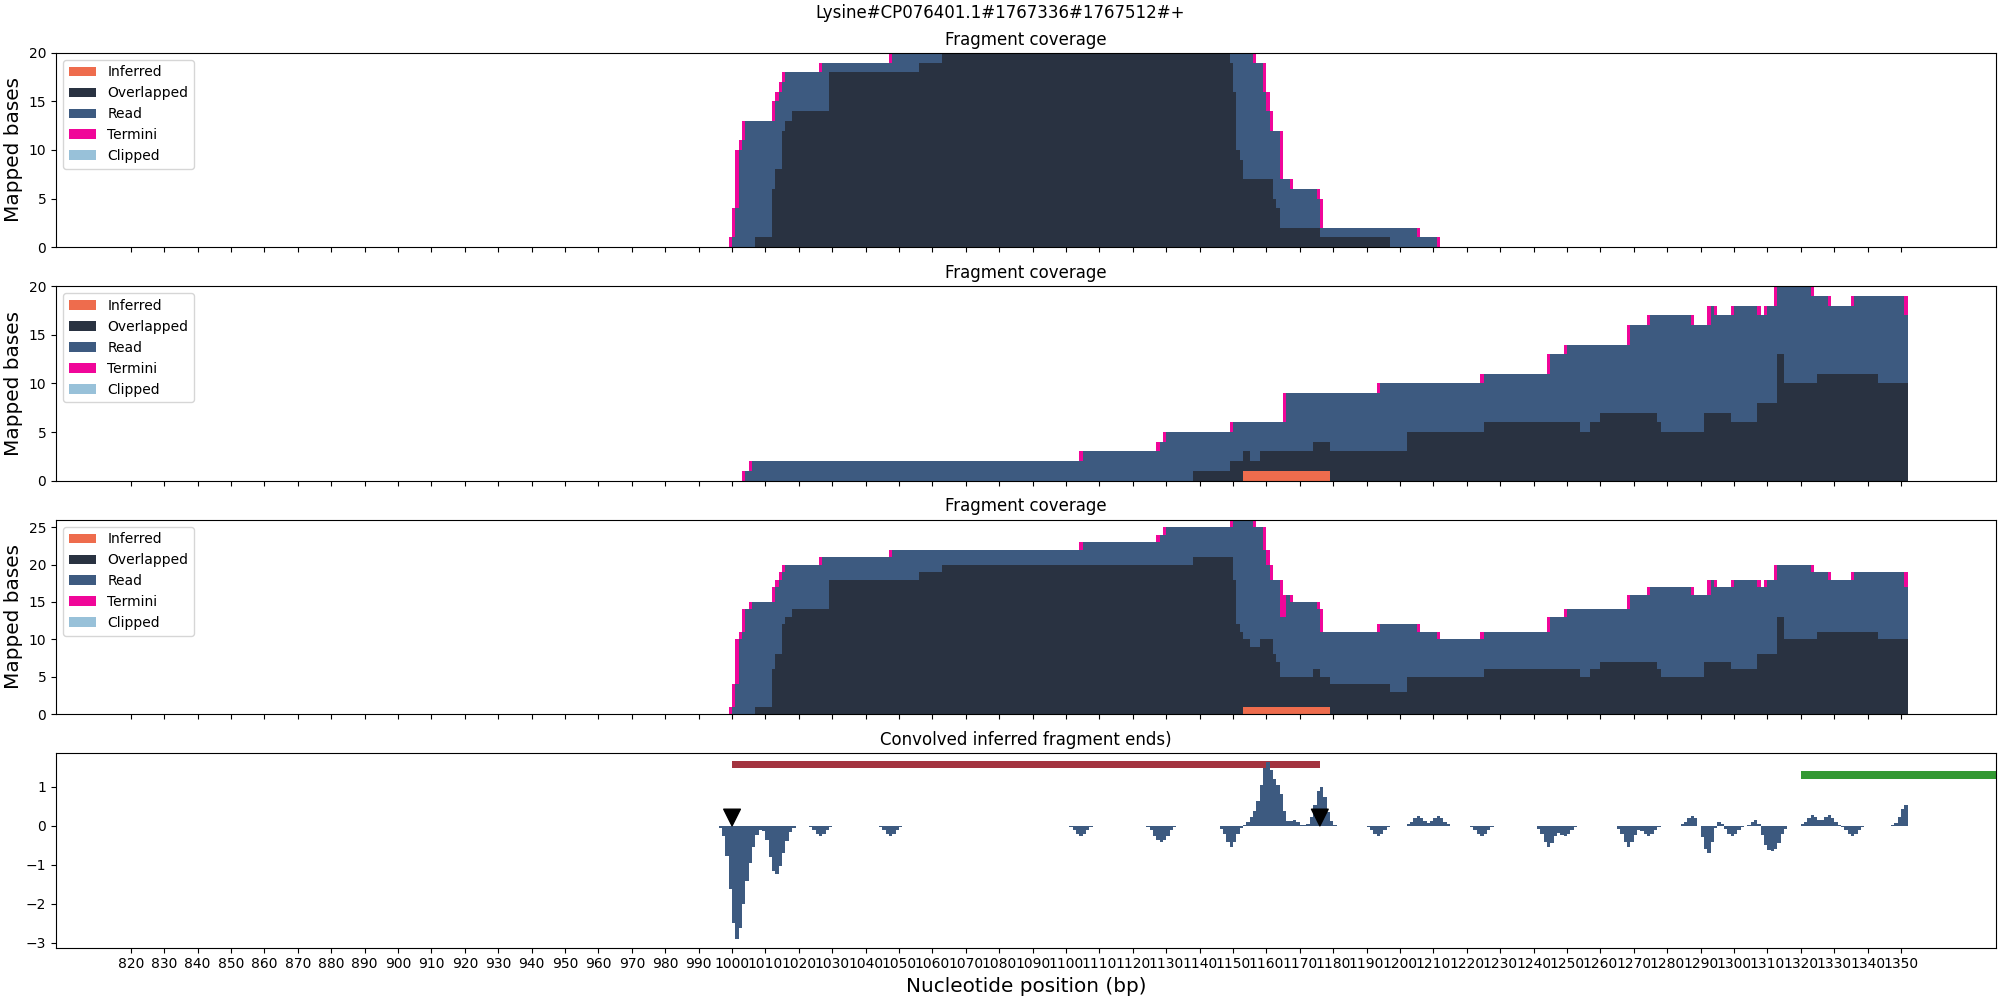 Lysine#CP076401.1#1767336#1767512#+
Fragment coverage
Mapped bases
20
15
10
5
0
Inferred
Overlapped
Read
Termini
Clipped
Fragment coverage
Mapped bases
20
15
10
5
0
Inferred
Overlapped
Read
Termini
Clipped
Fragment coverage
Mapped bases
25
20
15
10
5
0
Inferred
Overlapped
Read
Termini
Clipped
Convolved inferred fragment ends)
1
0
−1
−2
−3
820 830 840 850 860 870 880 890 900 910 920 930 940 950 960 970 980 990 1000 1010 1020 1030 1040 1050 1060 1070 1080 1090 1100 1110 1120 1130 1140 1150 1160 1170 1180 1190 1200 1210 1220 1230 1240 1250 1260 1270 1280 1290 1300 1310 1320 1330 1340 1350
Nucleotide position (bp)